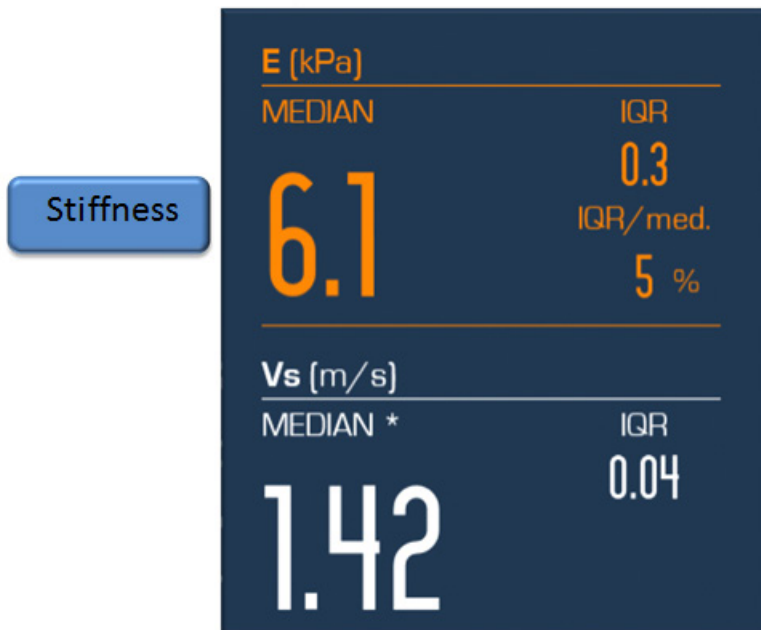 E (kPa)
MEDIAN IQR
0.3
Stiffness
6.1
IQR/med.
5 %
Vs (m/s)
MEDIAN * IQR
0.04
1.42